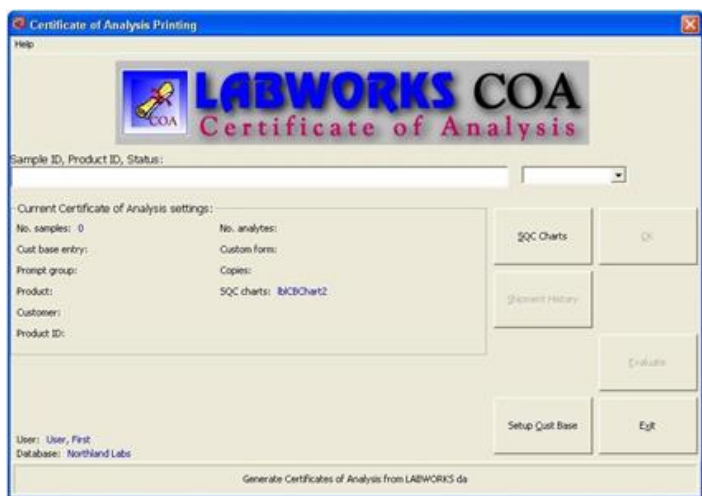 Certificate of Analysis Printing
Help
COA
LABWORKS COA
Certificate of Analysis
Sample ID, Product ID, Status:
Current Certificate of Analysis settings:
No. samples: 0 No. analytes:
Cust base entry: Custom form:
Prompt group: Copies:
Product: SQC charts: lblCBChart2
Customer:
Product ID:
SQC Charts OK
Shipment History
Evaluate
Setup Cust Base Exit
User: User, First
Database: Northland Labs
Generate Certificates of Analysis from LABWORKS da